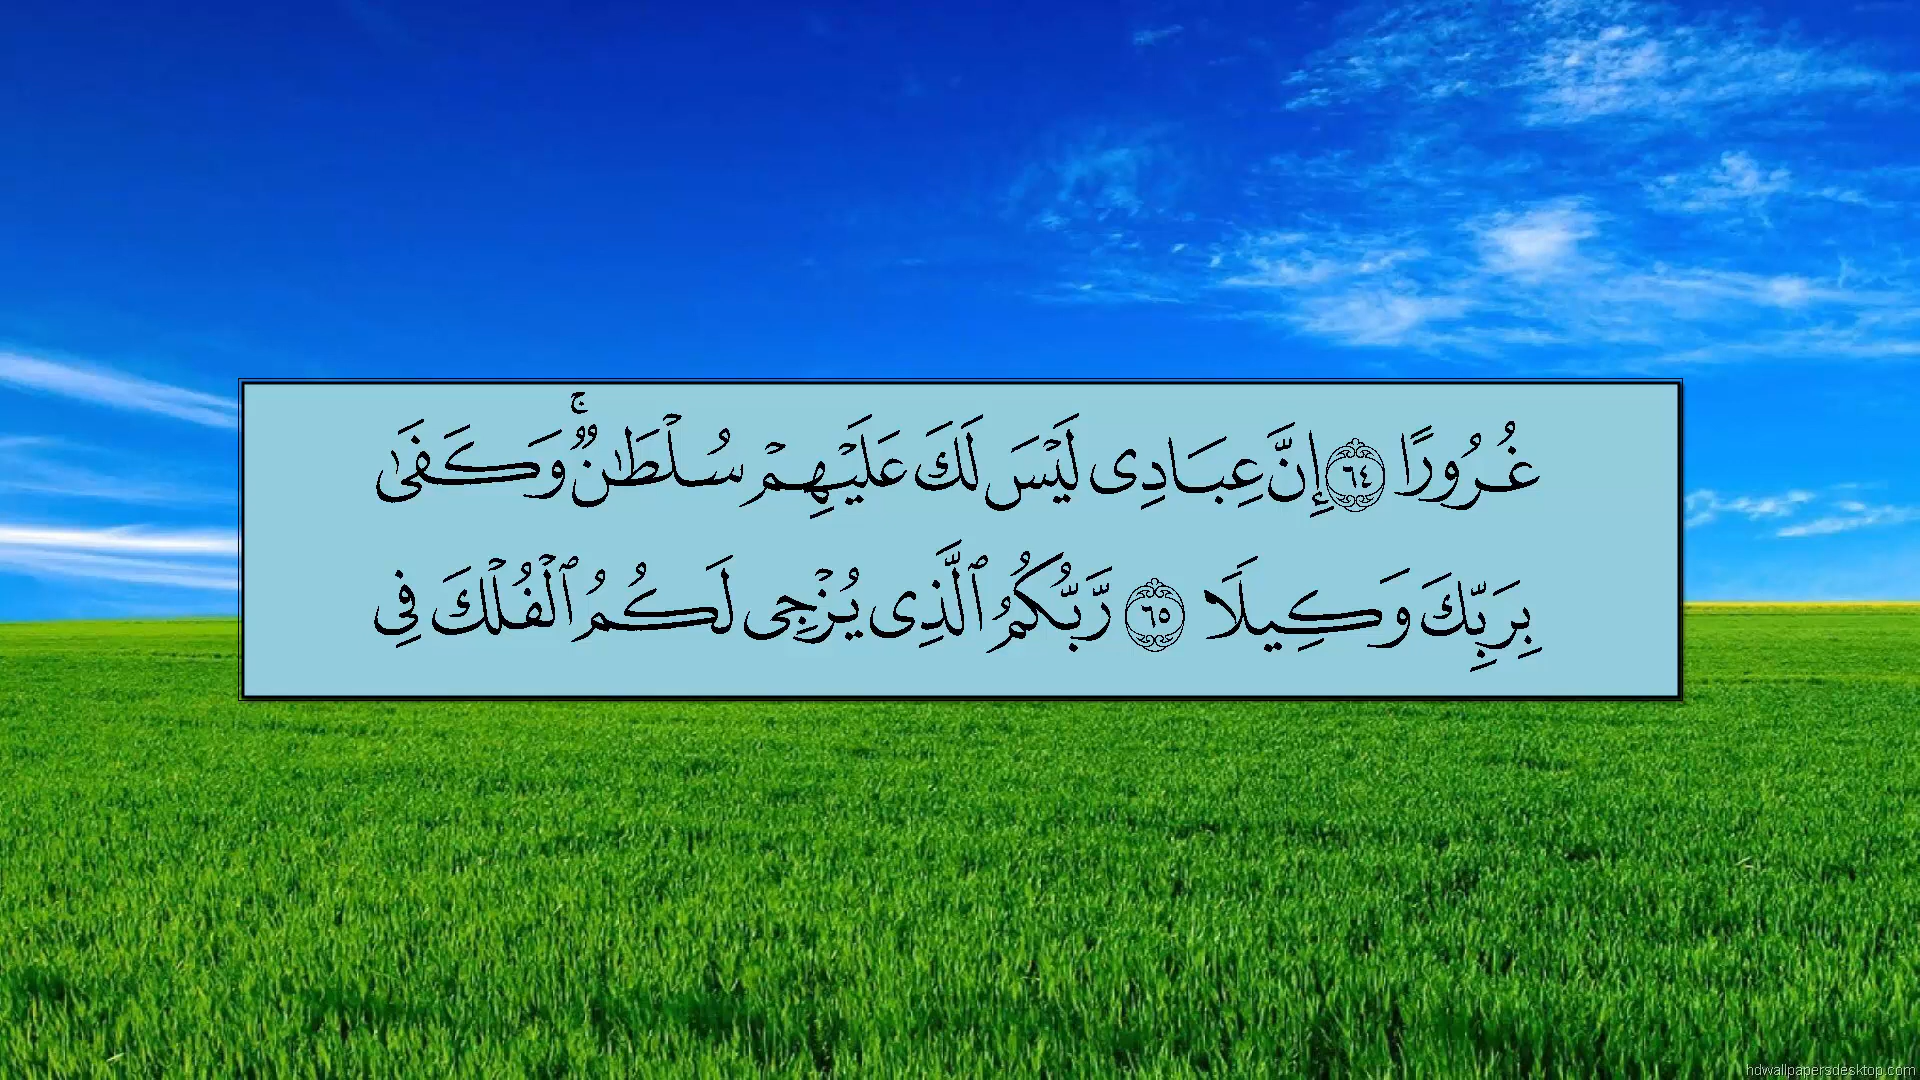 غُرُورًا ٦٤ إِنَّ عِبَادِى لَيْسَ لَكَ عَلَيْهِمْ سُلْطَـٰنٌۭ ۚ وَكَفَىٰ
بِرَبِّكَ وَكِيلًا ٦٥ رَّبُّكُمُ ٱلَّذِى يُزْجِى لَكُمُ ٱلْفُلْكَ فِى
hdwallpapersdesktop.com